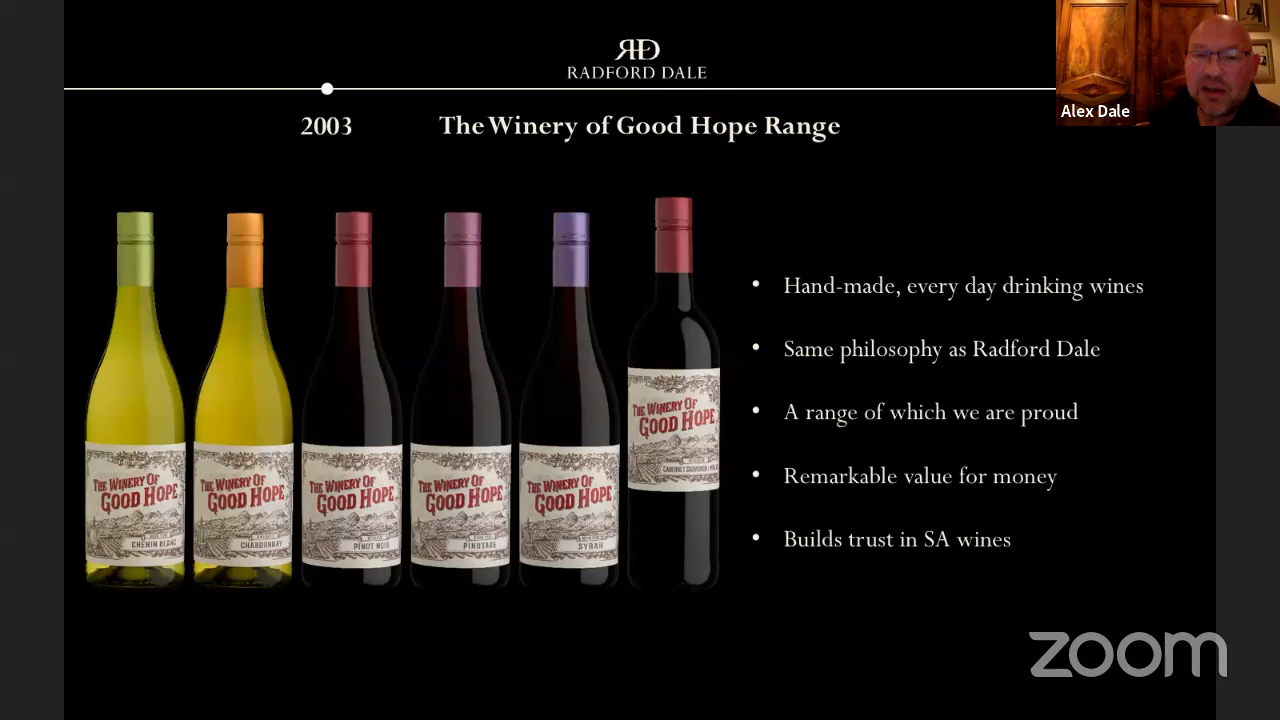 RD
RADFORD DALE
Alex Dale
2003
The Winery of Good Hope Range
THE WINERY OF
GOOD HOPE
CHENIN BLANC
THE WINERY OF
GOOD HOPE
CHARDONNAY
THE WINERY OF
GOOD HOPE
PINOT NOIR
THE WINERY OF
GOOD HOPE
PINOTAGE
THE WINERY OF
GOOD HOPE
SYRAH
THE WINERY OF
GOOD HOPE
CABERNET SAUVIGNON
• Hand-made, every day drinking wines
• Same philosophy as Radford Dale
• A range of which we are proud
• Remarkable value for money
• Builds trust in SA wines
zoom